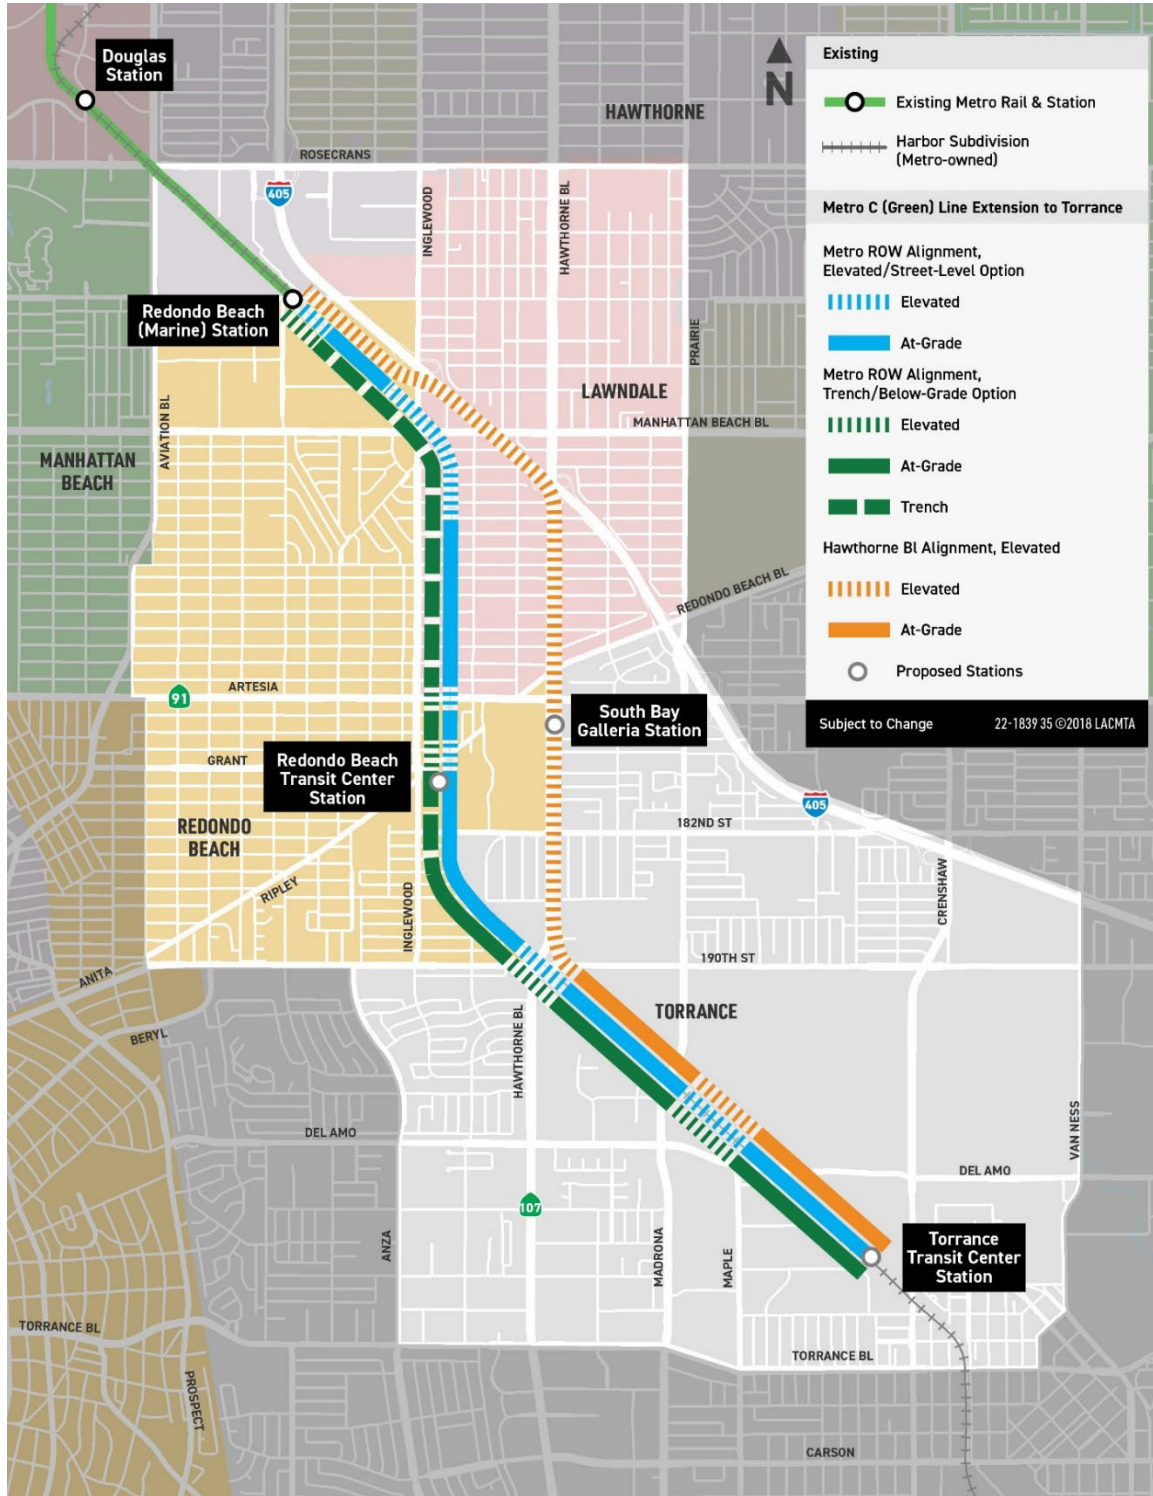 Douglas
Station
N
HAWTHORNE
ROSECRANS
405
INGLEWOOD
HAWTHORNE BL
Redondo Beach
(Marine) Station
PRAIRIE
LAWNDALE
MANHATTAN BEACH BL
AVIATION BL
MANHATTAN
BEACH
REDONDO BEACH BL
ARTESIA
91
South Bay
Galleria Station
GRANT
Redondo Beach
Transit Center
Station
405
182ND ST
REDONDO
BEACH
RIPLEY
INGLEWOOD
CRENSHAW
190TH ST
ANITA
TORRANCE
BERYL
HAWTHORNE BL
DEL AMO
VAN NESS
DEL AMO
107
ANZA
MADRONA
MAPLE
Torrance
Transit Center
Station
TORRANCE BL
TORRANCE BL
PROSPECT
CARSON
Existing
Existing Metro Rail & Station
Harbor Subdivision
(Metro-owned)
Metro C (Green) Line Extension to Torrance
Metro ROW Alignment,
Elevated/Street-Level Option
Elevated
At-Grade
Metro ROW Alignment,
Trench/Below-Grade Option
Elevated
At-Grade
Trench
Hawthorne Bl Alignment, Elevated
Elevated
At-Grade
Proposed Stations
Subject to Change 22-1839 35 ©2018 LACMTA